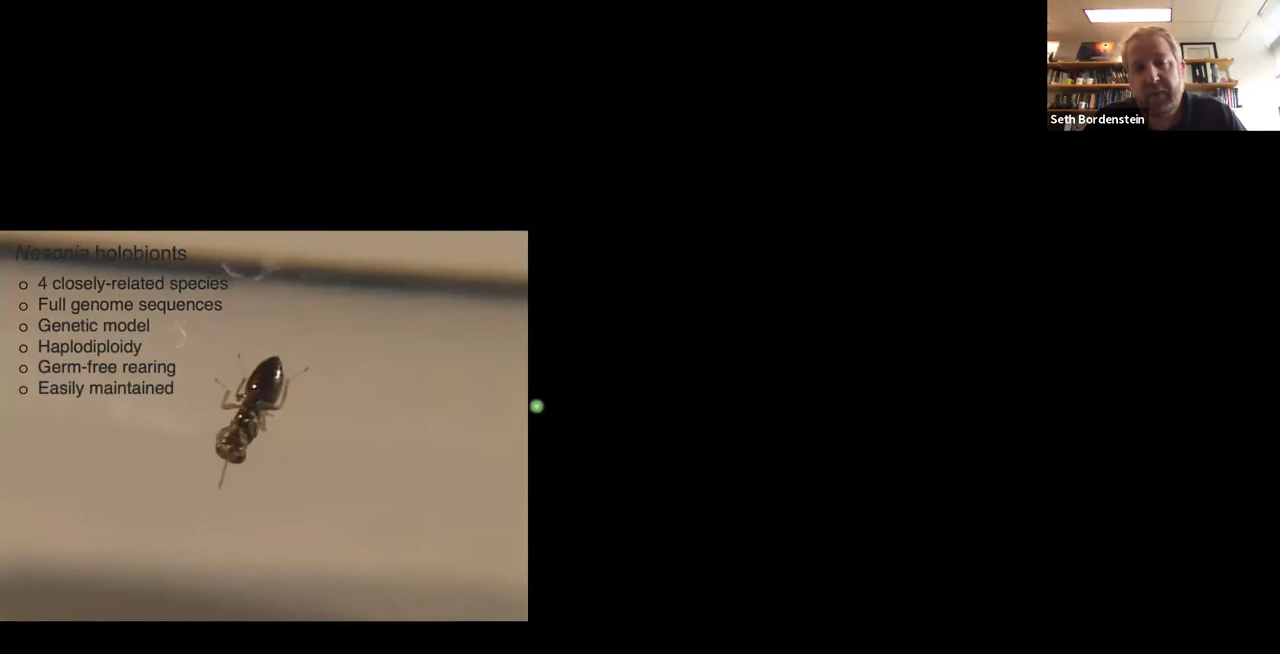 Nasonia holobionts
o 4 closely-related species
o Full genome sequences
o Genetic model
o Haplodiploidy
o Germ-free rearing
o Easily maintained
Seth Bordenstein